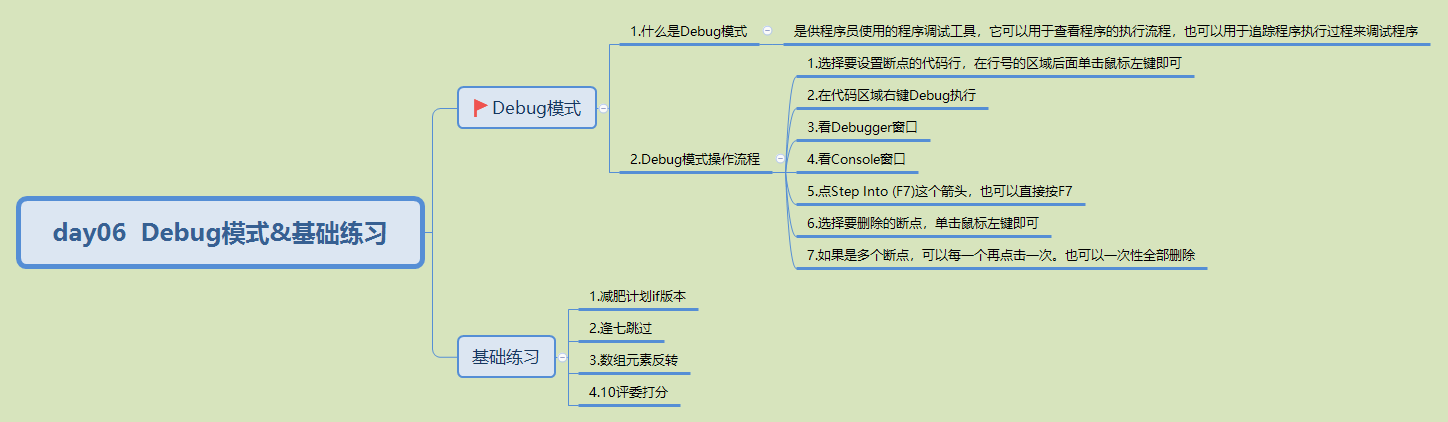 day06 Debug模式&基础练习
Debug模式
1.什么是Debug模式
是供程序员使用的程序调试工具，它可以用于查看程序的执行流程，也可以用于追踪程序执行过程来调试程序
2.Debug模式操作流程
1.选择要设置断点的代码行，在行号的区域后面单击鼠标左键即可
2.在代码区域右键Debug执行
3.看Debugger窗口
4.看Console窗口
5.点Step Into (F7)这个箭头，也可以直接按F7
6.选择要删除的断点，单击鼠标左键即可
7.如果是多个断点，可以每一个再点击一次。也可以一次性全部删除
基础练习
1.减肥计划if版本
2.逢七跳过
3.数组元素反转
4.10评委打分